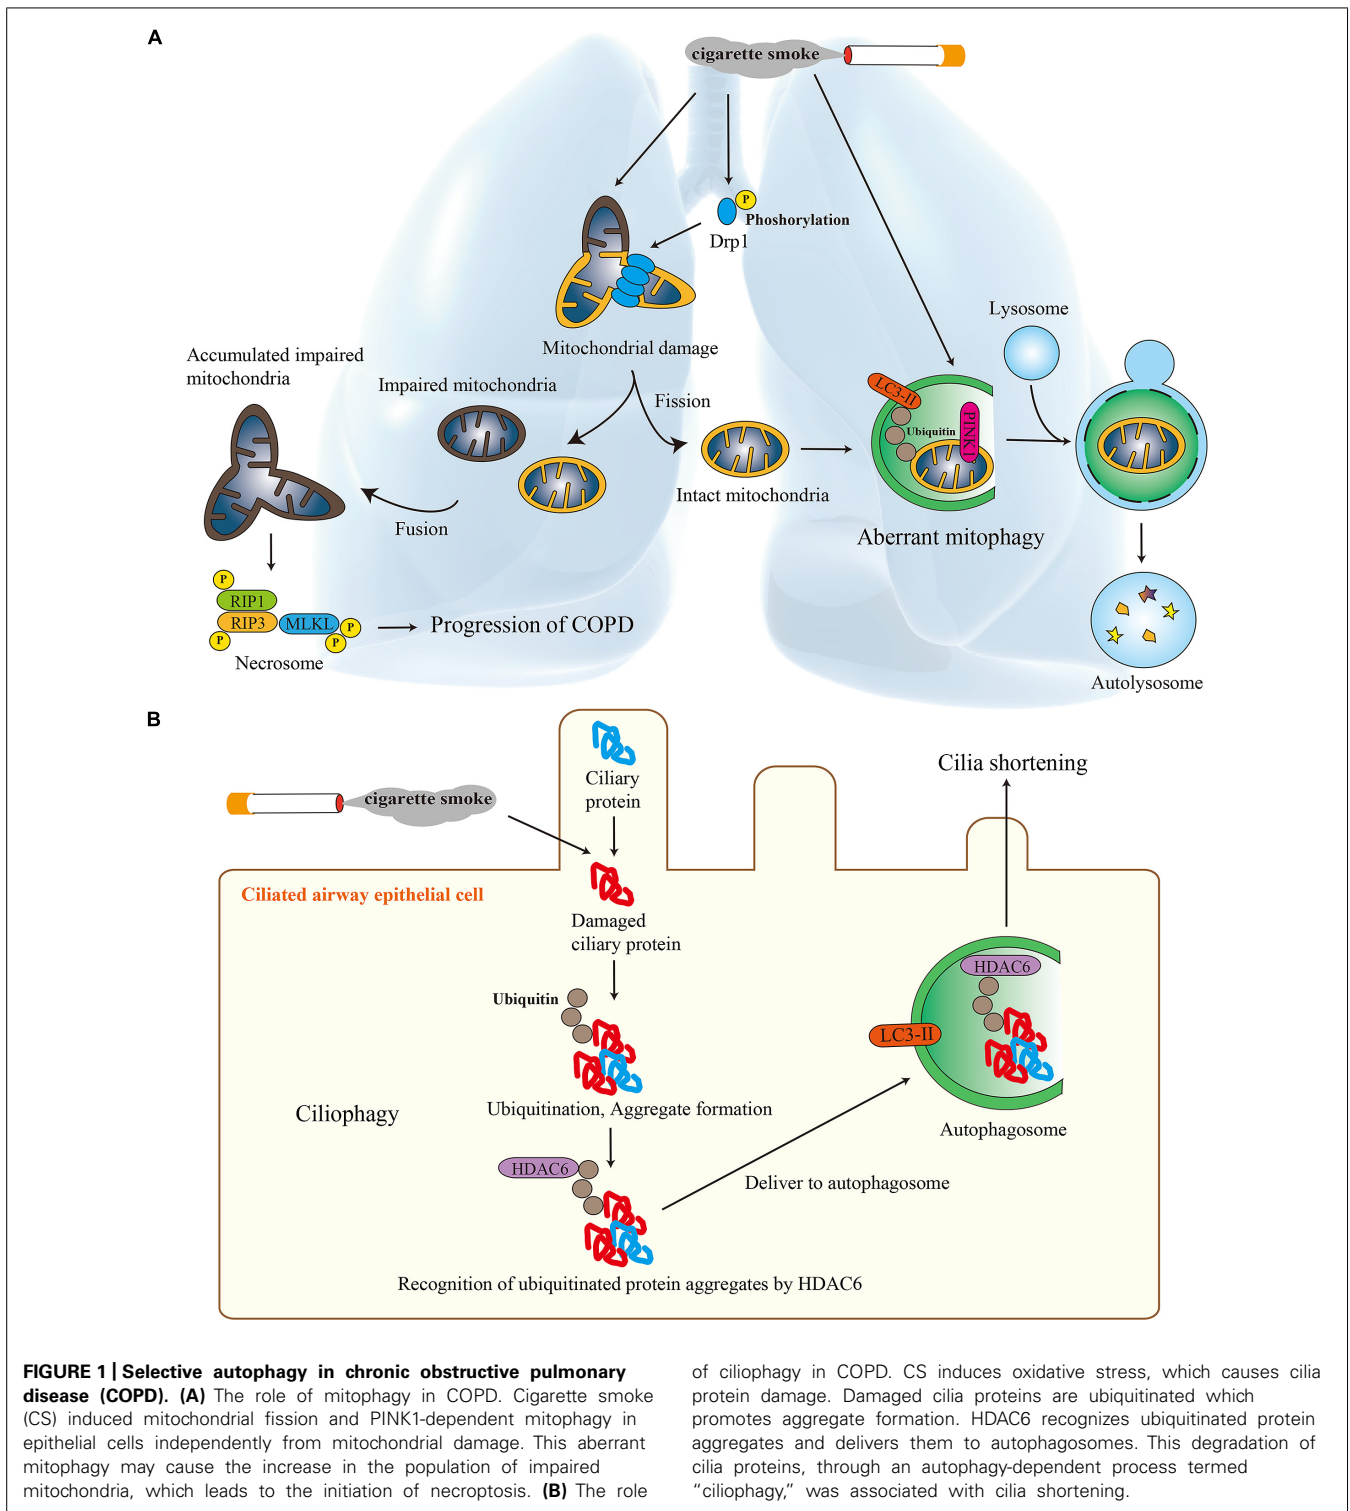 A
cigarette smoke
P
Phoshorylation
Drp1
Lysosome
Mitochondrial damage
Accumulated impaired
mitochondria
Impaired mitochondria
Fission
LC3-II
Ubiquitin
PINK1
Intact mitochondria
Fusion
Aberrant mitophagy
P
RIP1
RIP3
MLKL
P
P
P
Necrosome
Progression of COPD
Autolysosome
B
Ciliary
protein
cigarette smoke
Cilia shortening
Ciliated airway epithelial cell
Damaged
ciliary protein
HDAC6
Ubiquitin
LC3-II
Ciliophagy
Ubiquitination, Aggregate formation
Autophagosome
HDAC6
Deliver to autophagosome
Recognition of ubiquitinated protein aggregates by HDAC6
FIGURE 1 | Selective autophagy in chronic obstructive pulmonary
disease (COPD). (A) The role of mitophagy in COPD. Cigarette smoke
(CS) induced mitochondrial fission and PINK1-dependent mitophagy in
epithelial cells independently from mitochondrial damage. This aberrant
mitophagy may cause the increase in the population of impaired
mitochondria, which leads to the initiation of necroptosis. (B) The role
of ciliophagy in COPD. CS induces oxidative stress, which causes cilia
protein damage. Damaged cilia proteins are ubiquitinated which
promotes aggregate formation. HDAC6 recognizes ubiquitinated protein
aggregates and delivers them to autophagosomes. This degradation of
cilia proteins, through an autophagy-dependent process termed
“ciliophagy,” was associated with cilia shortening.